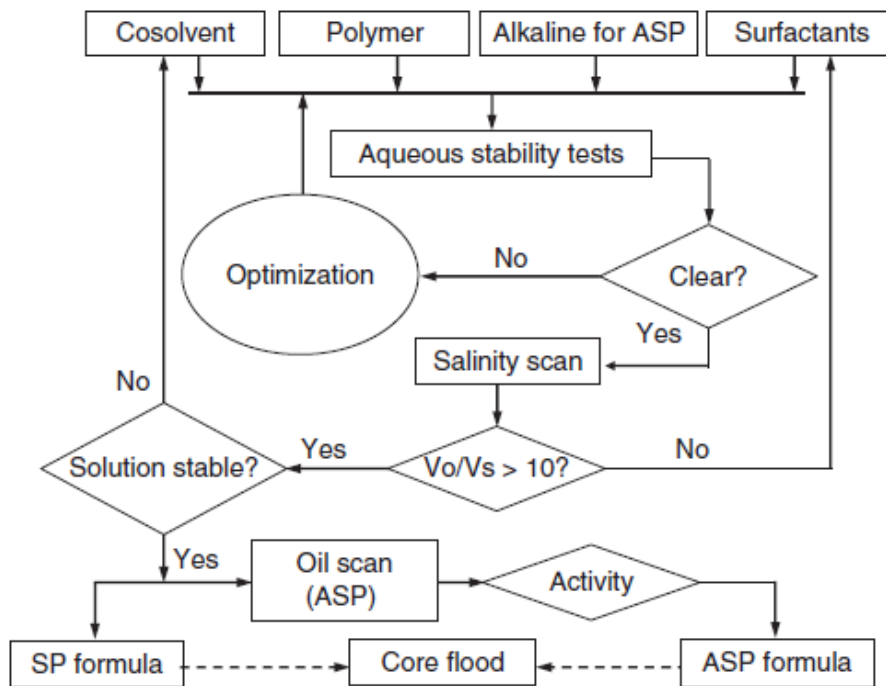 Cosolvent
Polymer
Alkaline for ASP
Surfactants
Aqueous stability tests
Optimization
No
Clear?
Yes
Salinity scan
No
Solution stable?
Yes
Vo/Vs > 10?
No
Yes
Oil scan
(ASP)
Activity
SP formula
Core flood
ASP formula